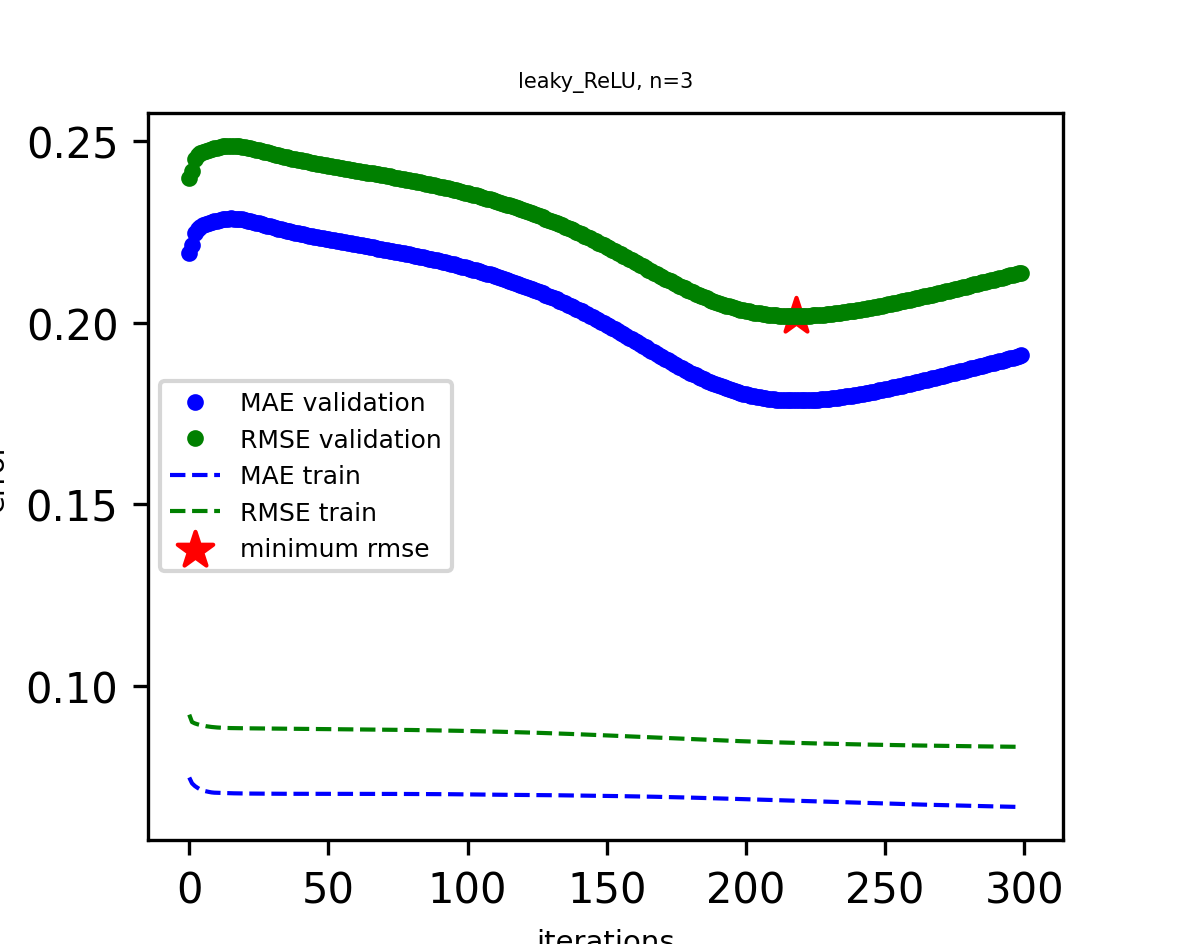 leaky_ReLU, n=3
0.25
0.20
0.15
0.10
MAE validation
RMSE validation
MAE train
RMSE train
minimum rmse
0 50 100 150 200 250 300
iterations